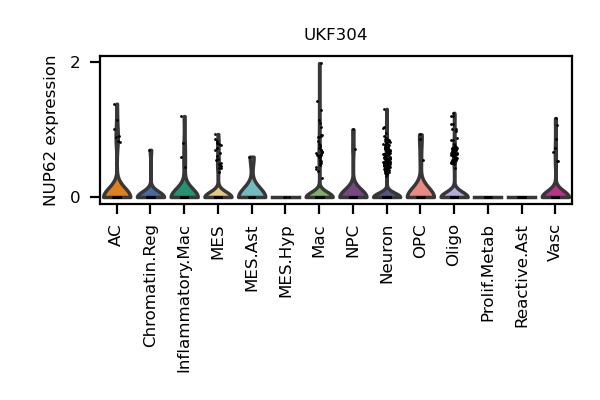 UKF304
NUP62 expression
2
0
AC
Chromatin.Reg
Inflammatory.Mac
MES
MES.Ast
MES.Hyp
Mac
NPC
Neuron
OPC
Oligo
Prolif.Metab
Reactive.Ast
Vasc